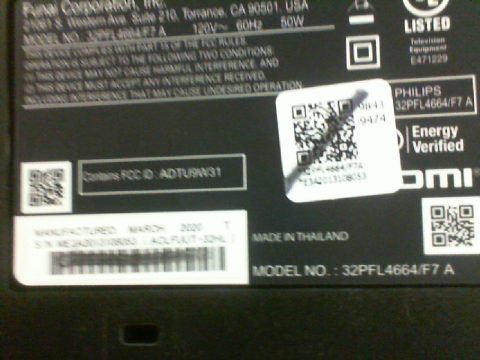 Funai Corporation, Inc.
S. Western Ave, Suite 210, Torrance, CA 90501, USA
MODEL NO.: 32PFL4664/F7 A 120V~ 60Hz 50W
COMPLIES WITH PART 15 OF THE FCC RULES.
OPERATION IS SUBJECT TO THE FOLLOWING TWO CONDITIONS:
(1) THIS DEVICE MAY NOT CAUSE HARMFUL INTERFERENCE, AND
(2) THIS DEVICE MUST ACCEPT ANY INTERFERENCE RECEIVED,
INCLUDING INTERFERENCE THAT MAY CAUSE UNDESIRED OPERATION.
LISTED
Television
Equipment
E471229
PHILIPS
32PFL4664/F7 A
9843
9474
Energy
Verified
Contains FCC ID : ADTU9W31
MANUFACTURED MARCH 2020 T
MADE IN THAILAND
MODEL NO. : 32PFL4664/F7 A